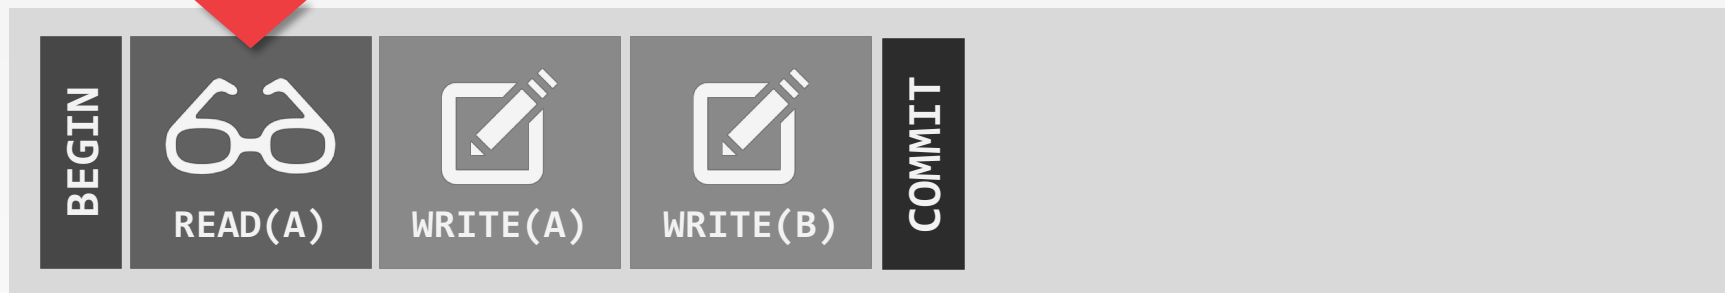 BEGIN
READ(A)
WRITE(A)
WRITE(B)
COMMIT